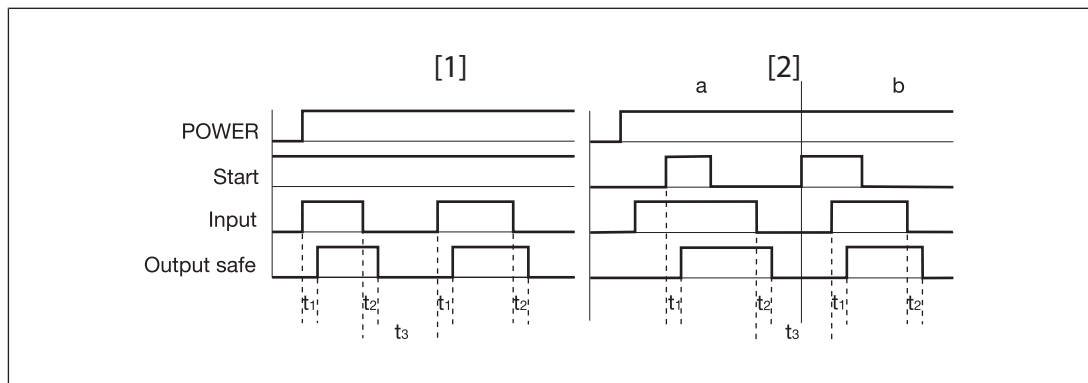 [1] [2]
a b
POWER
Start
Input
Output safe
t1 t2 t1 t2 t1 t2 t1 t2
t3 t3